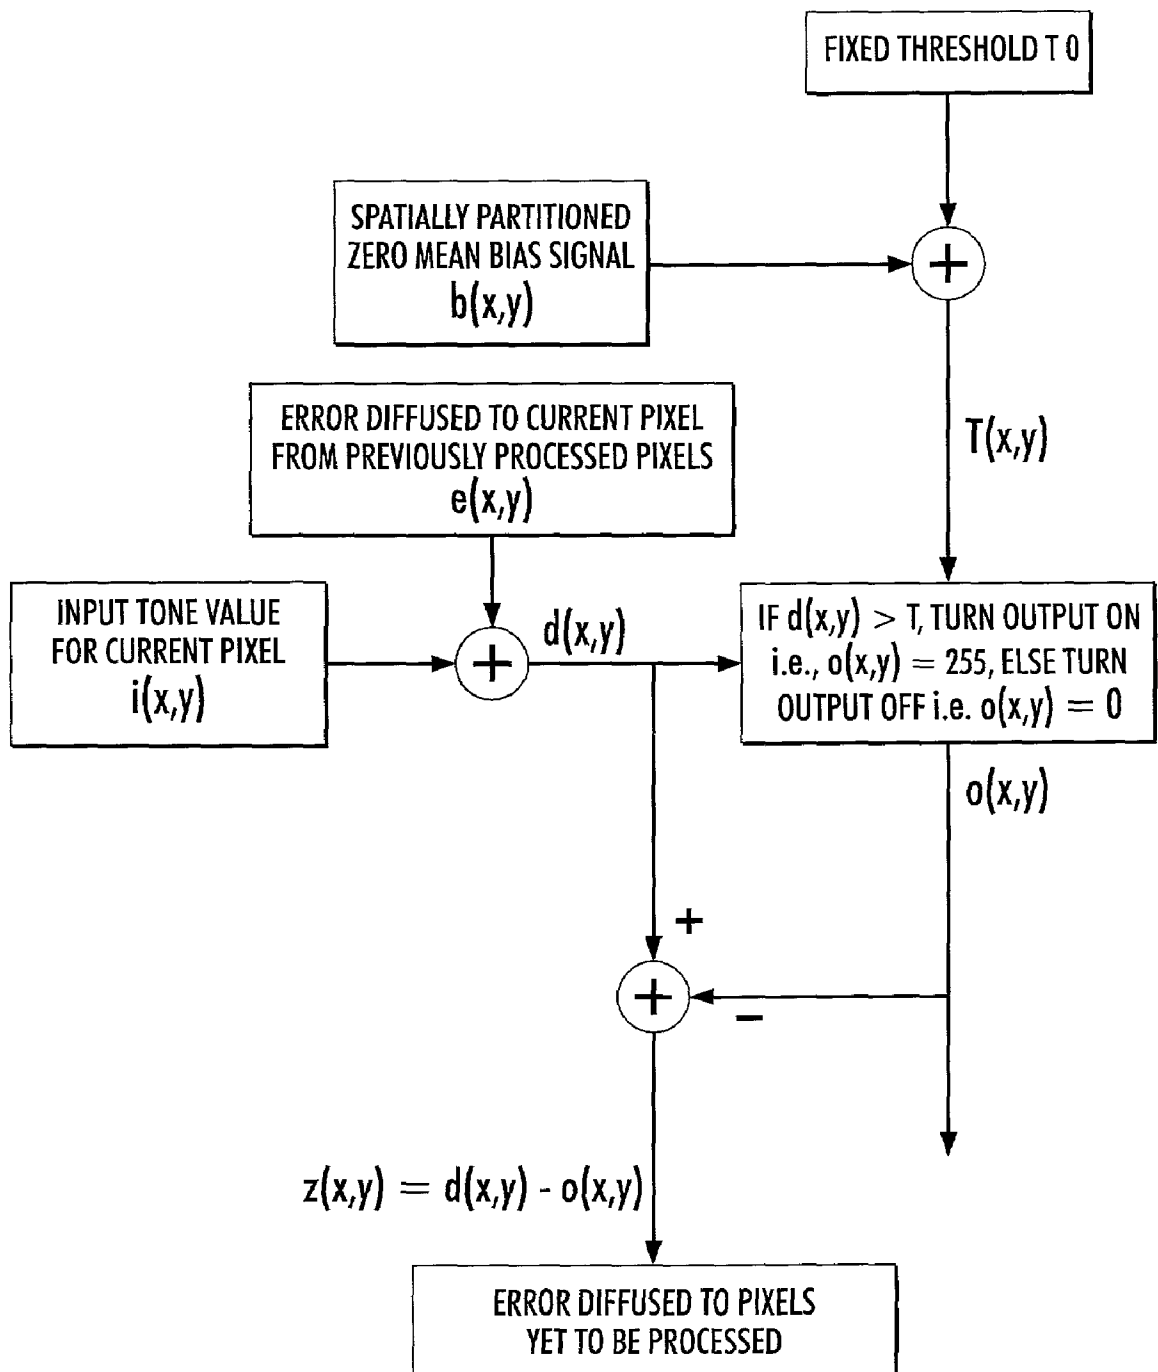 FIXED THRESHOLD T 0
+
SPATIALLY PARTITIONED
ZERO MEAN BIAS SIGNAL
b(x,y)
T(x,y)
ERROR DIFFUSED TO CURRENT PIXEL
FROM PREVIOUSLY PROCESSED PIXELS
e(x,y)
INPUT TONE VALUE
FOR CURRENT PIXEL
i(x,y)
+
d(x,y)
IF d(x,y) > T, TURN OUTPUT ON
i.e., o(x,y) = 255, ELSE TURN
OUTPUT OFF i.e. o(x,y) = 0
o(x,y)
+
+
−
z(x,y) = d(x,y) - o(x,y)
ERROR DIFFUSED TO PIXELS
YET TO BE PROCESSED